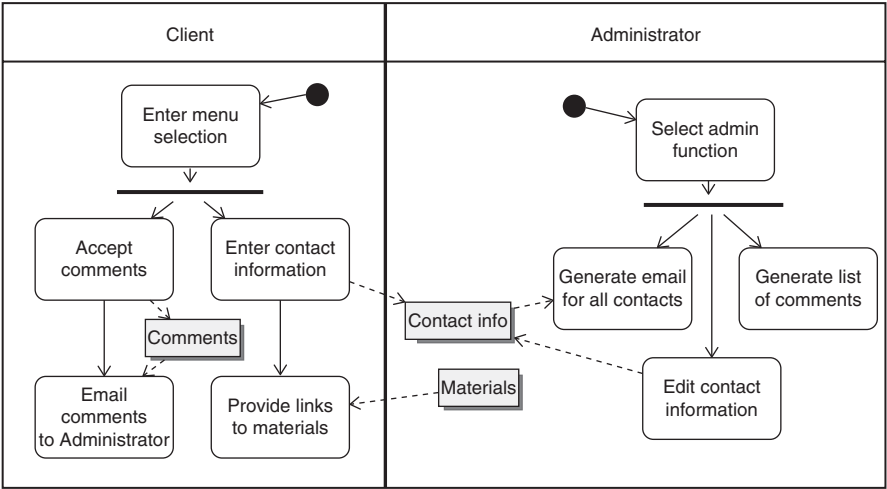 Client
Administrator
Enter menu
selection
Select admin
function
Accept
comments
Enter contact
information
Generate email
for all contacts
Generate list
of comments
Contact info
Comments
Materials
Email
comments
to Administrator
Provide links
to materials
Edit contact
information